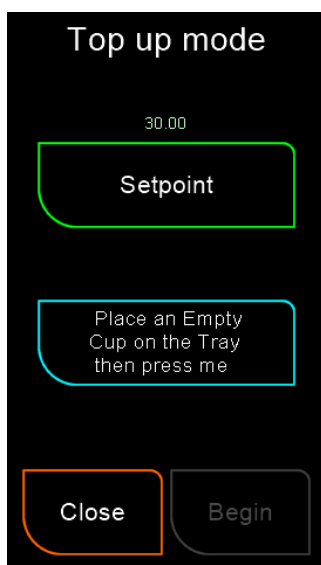 Top up mode
30.00
Setpoint
Place an Empty
Cup on the Tray
then press me
Close
Begin